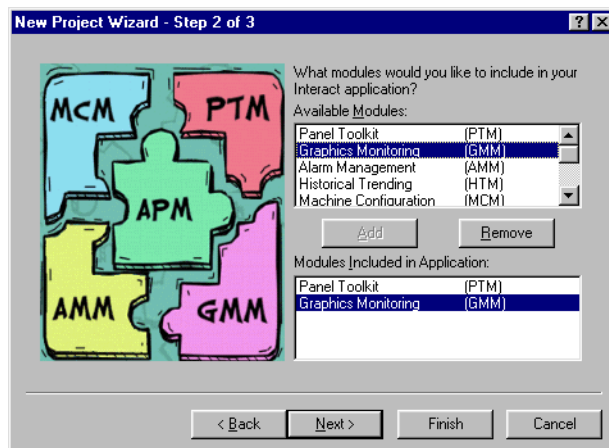 New Project Wizard - Step 2 of 3
MCM
PTM
APM
AMM
GMM
What modules would you like to include in your
Interact application?
Available Modules:
Panel Toolkit (PTM)
Graphics Monitoring (GMM)
Alarm Management (AMM)
Historical Trending (HTM)
Machine Configuration (MCM)
Add
Remove
Modules Included in Application:
Panel Toolkit (PTM)
Graphics Monitoring (GMM)
< Back
Next >
Finish
Cancel